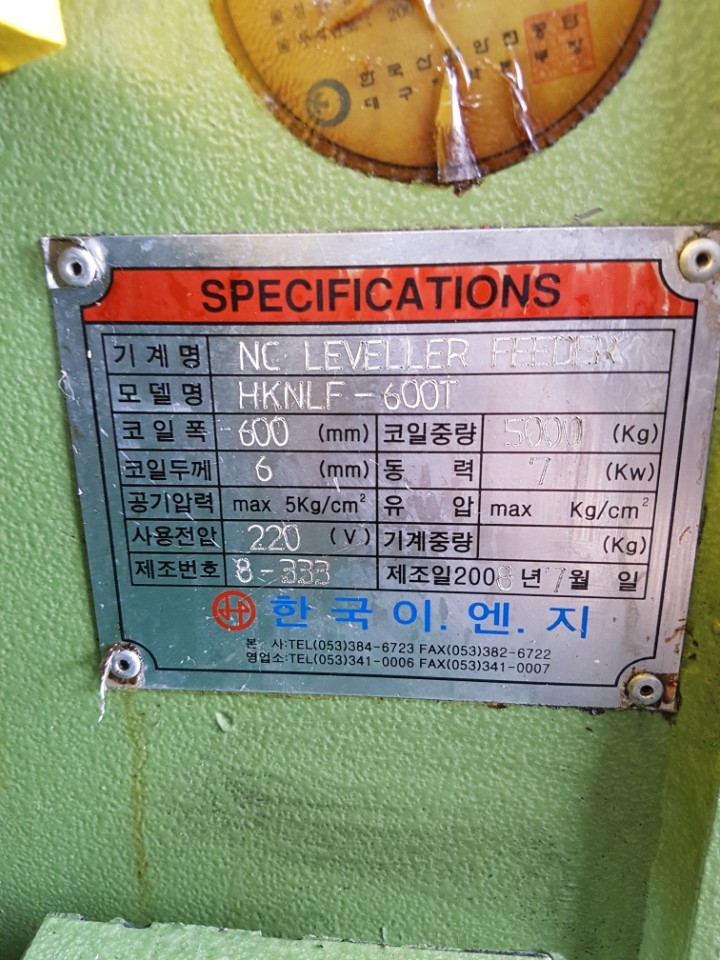 한국산
대구
SPECIFICATIONS
기계명 NC LEVELLER FEEDER
모델명 HKNLF-600T
코일폭 600 (mm) 코일중량 5000 (Kg)
코일두께 6 (mm) 동력 7 (Kw)
공기압력 max 5Kg/cm² 유압 max Kg/cm²
사용전압 220 (V) 기계중량 (Kg)
제조번호 8-333 제조일2008년 7월 일
한국이.엔.지
본 사:TEL(053)384-6723 FAX(053)382-6722
영업소:TEL(053)341-0006 FAX(053)341-0007